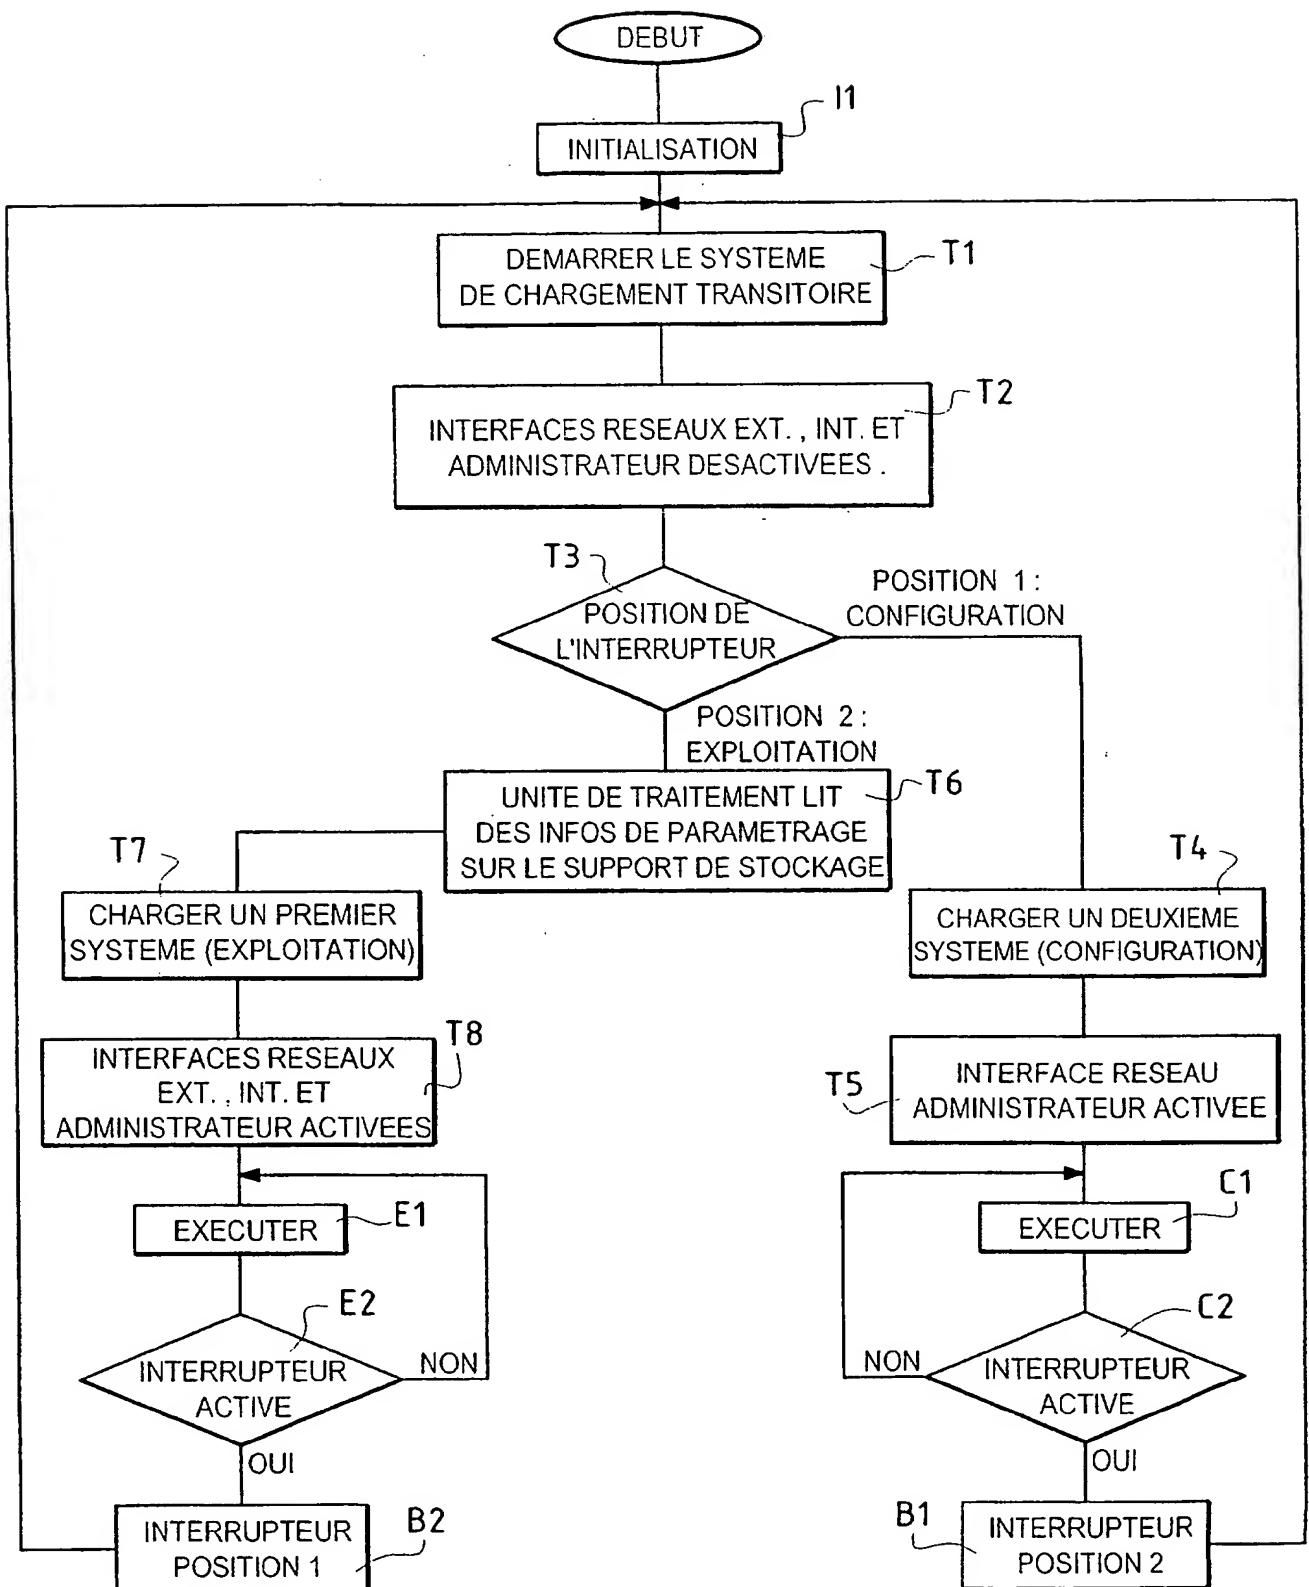 DEBUT
I1
INITIALISATION
DEMARRER LE SYSTEME
DE CHARGEMENT TRANSITOIRE
T1
T2
INTERFACES RESEAUX EXT. , INT. ET
ADMINISTRATEUR DESACTIVEES .
T3
POSITION DE
L'INTERRUPTEUR
POSITION 1 :
CONFIGURATION
POSITION 2 :
EXPLOITATION
UNITE DE TRAITEMENT LIT
DES INFOS DE PARAMETRAGE
SUR LE SUPPORT DE STOCKAGE
T6
T7
CHARGER UN PREMIER
SYSTEME (EXPLOITATION)
T4
CHARGER UN DEUXIEME
SYSTEME (CONFIGURATION)
T8
INTERFACES RESEAUX
EXT. , INT. ET
ADMINISTRATEUR ACTIVEES
T5
INTERFACE RESEAU
ADMINISTRATEUR ACTIVEE
EXECUTER
E1
EXECUTER
C1
E2
INTERRUPTEUR
ACTIVE
NON
OUI
C2
INTERRUPTEUR
ACTIVE
NON
OUI
INTERRUPTEUR
POSITION 1
B2
B1
INTERRUPTEUR
POSITION 2